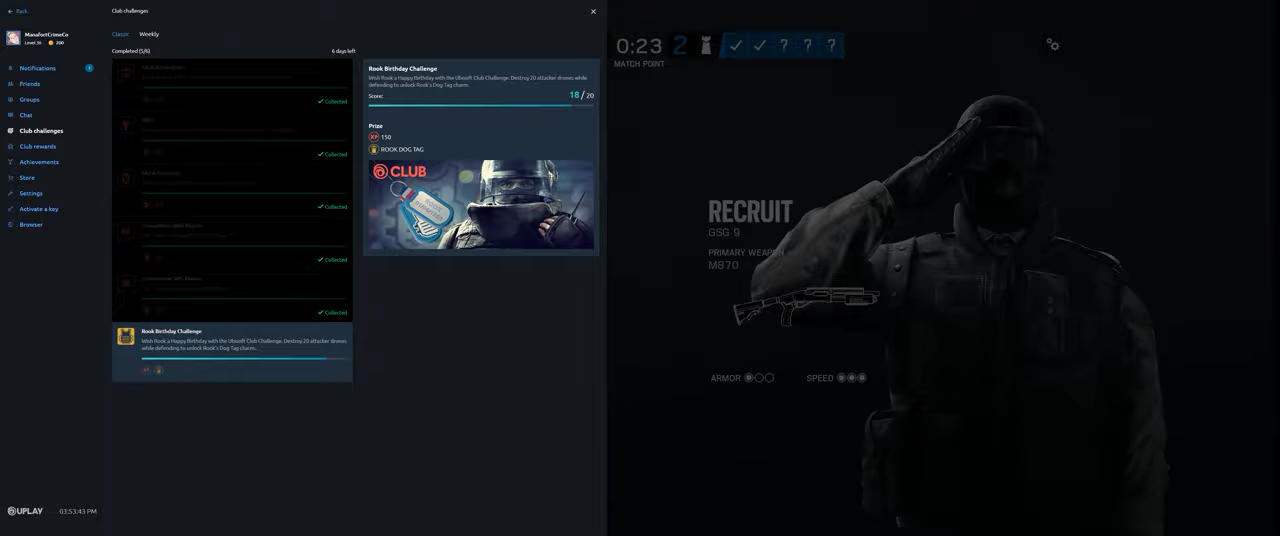 Back
Club challenges
ManafortCrimeCo
Level 36
200
Classic
Weekly
Completed (5/6)
6 days left
Notifications
1
Friends
Groups
Chat
Club challenges
Club rewards
Achievements
Store
Settings
Activate a key
Browser
Collected
Collected
Collected
Collected
Collected
Rook Birthday Challenge
Wish Rook a Happy Birthday with the Ubisoft Club Challenge. Destroy 20 attacker drones
while defending to unlock Rook's Dog Tag charm.
Rook Birthday Challenge
Wish Rook a Happy Birthday with the Ubisoft Club Challenge. Destroy 20 attacker drones while
defending to unlock Rook's Dog Tag charm.
Score:
18 / 20
Prize
XP 150
ROOK DOG TAG
CLUB
UPLAY
03:53:43 PM
0:23 2
? ? ?
MATCH POINT
RECRUIT
GSG 9
PRIMARY WEAPON
M870
ARMOR
SPEED